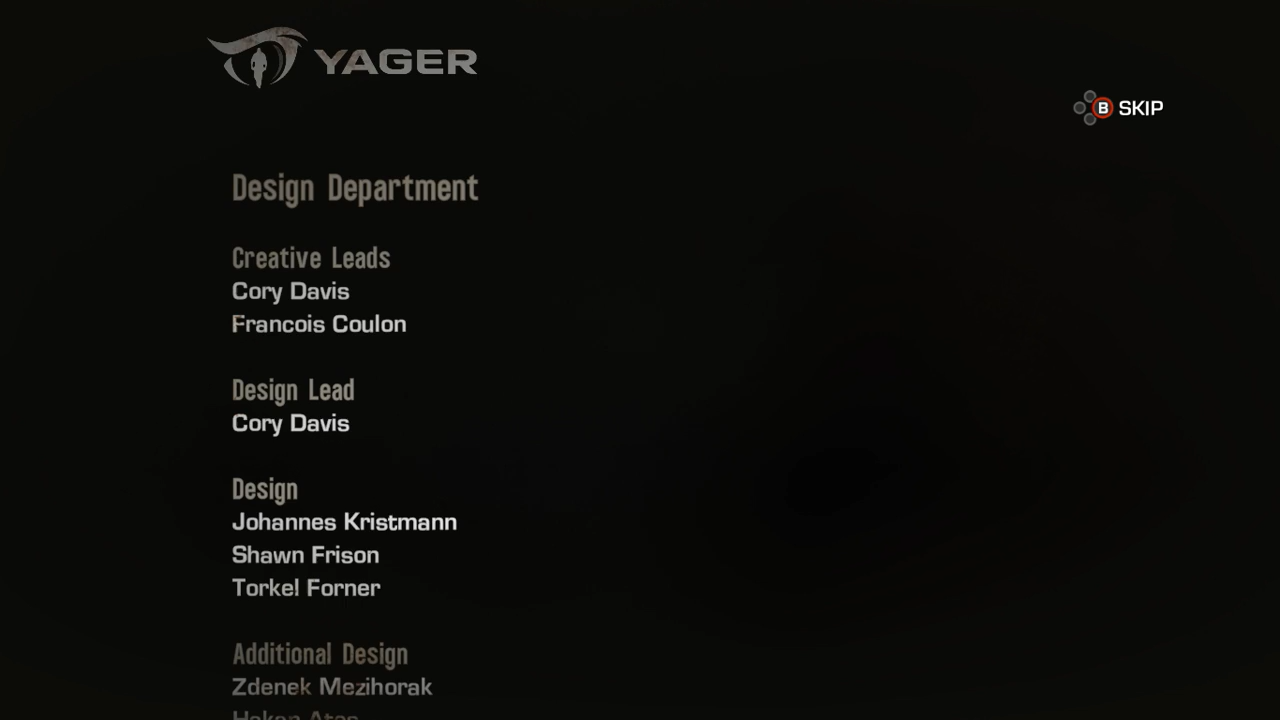 YAGER
B SKIP
Design Department
Creative Leads
Cory Davis
Francois Coulon
Design Lead
Cory Davis
Design
Johannes Kristmann
Shawn Frison
Torkel Forner
Additional Design
Zdenek Mezihorak